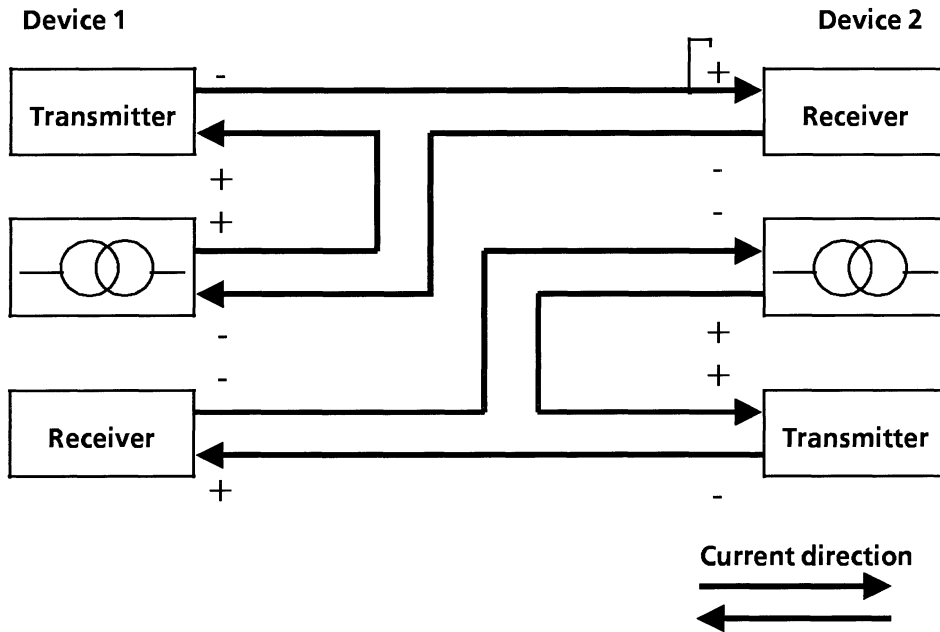 Device 1
Device 2
-
+
Transmitter
Receiver
+
-
+
-
-
+
-
+
Receiver
Transmitter
+
-
Current direction